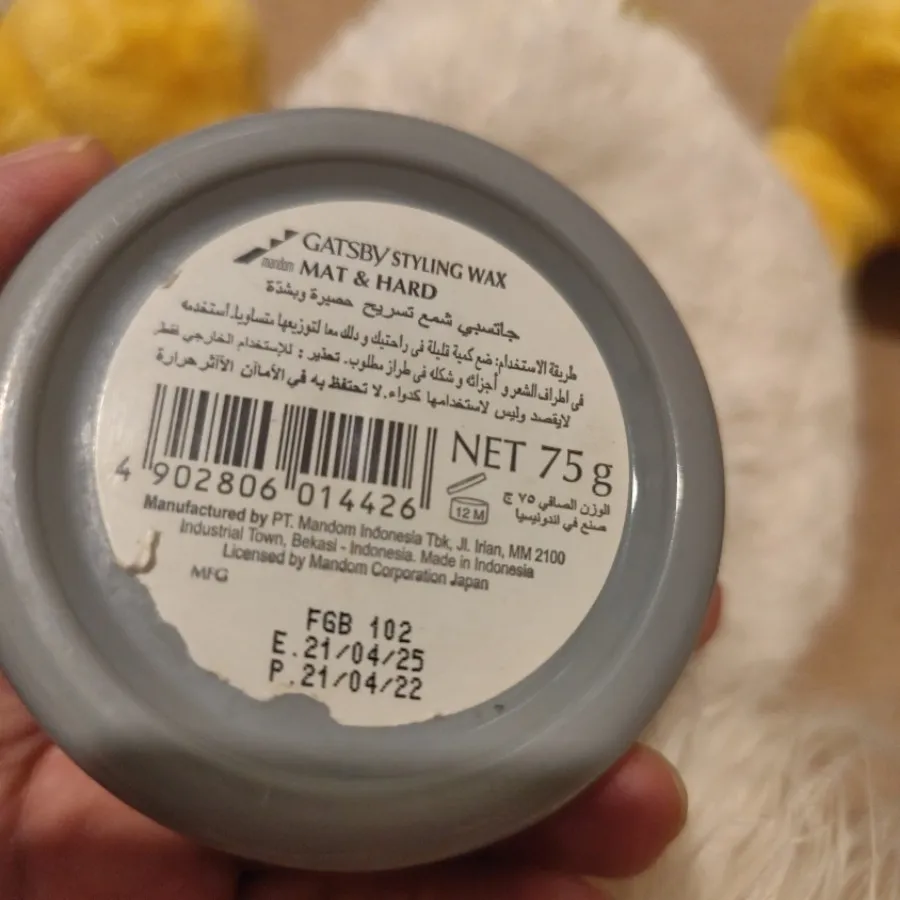 GATSBY STYLING WAX
mandom MAT & HARD
جاتسبي شمع تسريح حصيرة وبشدّة
طريقة الاستخدام: ضع كمية قليلة في راحتيك و دلك معا لتوزيعها متساويا. استخدمه
في اطراف الشعر و أجزائه و شكله في طراز مطلوب. تحذير : للإستخدام الخارجي فقط.
لايقصد وليس لاستخدامها كدواء. لا تحتفظ به في الأماكن الآكثر حرارة
NET 75 g
4 902806 014426
12 M
الوزن الصافي ٧٥ ج
صنع في اندونيسيا
Manufactured by PT. Mandom Indonesia Tbk, Jl. Irian, MM 2100
Industrial Town, Bekasi - Indonesia. Made in Indonesia
Licensed by Mandom Corporation Japan
MFG
FGB 102
E.21/04/25
P.21/04/22